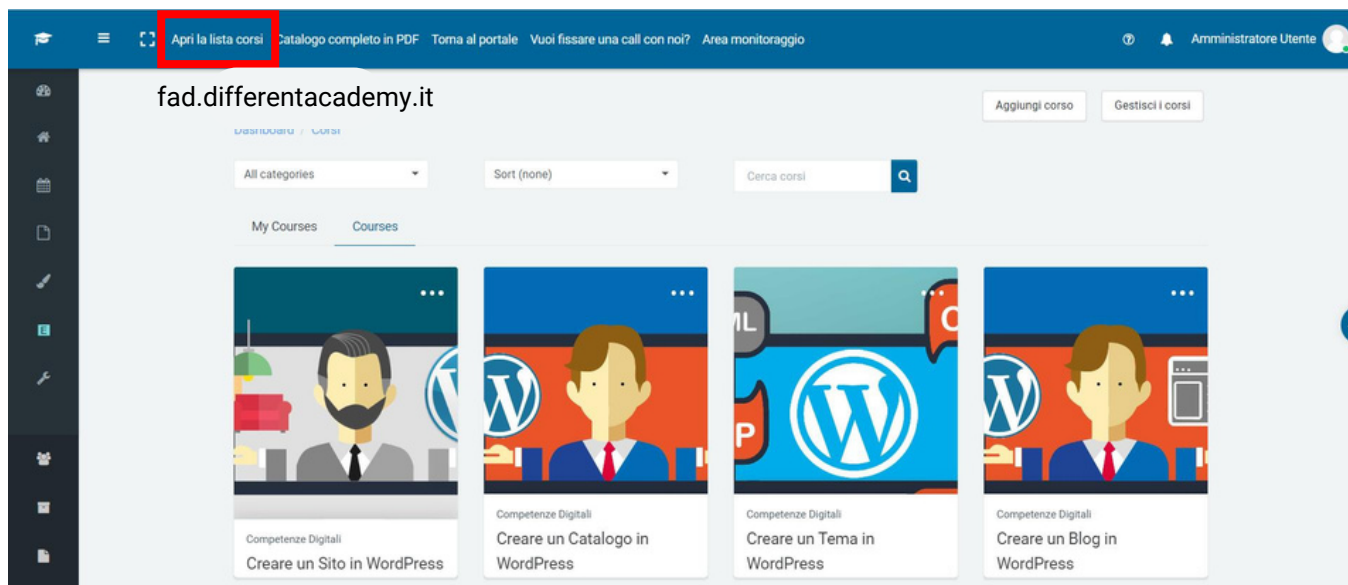 Apri la lista corsi Catalogo completo in PDF Torna al portale Vuoi fissare una call con noi? Area monitoraggio Amministratore Utente
fad.differentacademy.it
Aggiungi corso Gestisci i corsi
Dashboard / Corsi
All categories Sort (none) Cerca corsi
My Courses Courses
ML
P
Competenze Digitali
Creare un Sito in WordPress
Competenze Digitali
Creare un Catalogo in
WordPress
Competenze Digitali
Creare un Tema in
WordPress
Competenze Digitali
Creare un Blog in
WordPress